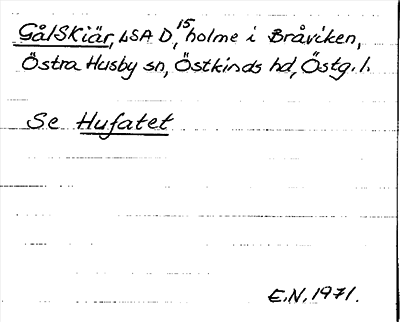 Gålskiär, LSA D,¹⁵ holme i Bråviken,
Östra Husby sn, Östkinds hd, Östg. l.
Se Hufatet
E.N. 1971.